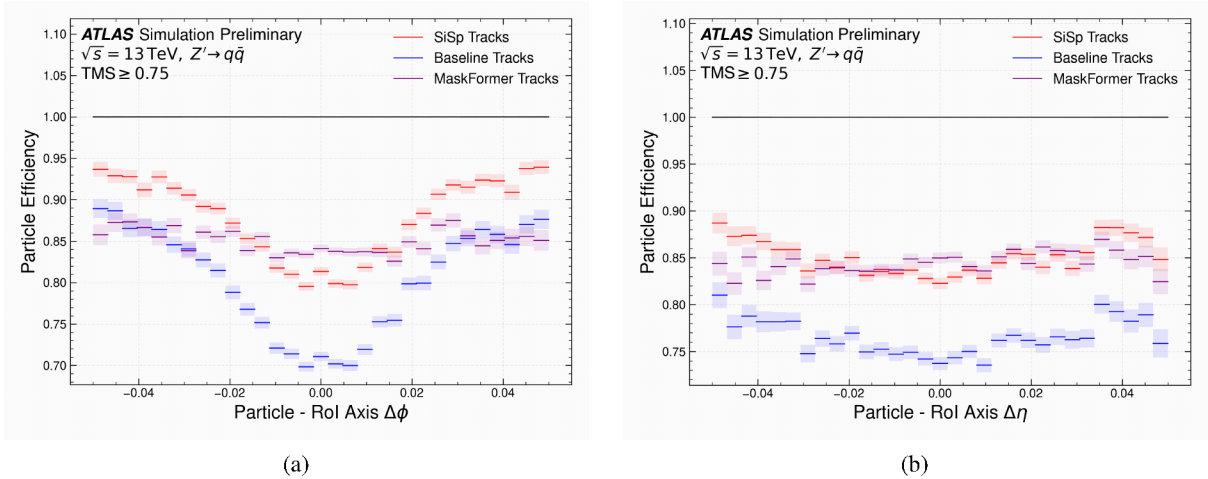 ATLAS Simulation Preliminary
√s = 13 TeV, Z′ → qq̄
TMS ≥ 0.75
SiSp Tracks
Baseline Tracks
MaskFormer Tracks
Particle Efficiency
1.10
1.05
1.00
0.95
0.90
0.85
0.80
0.75
0.70
−0.04
−0.02
0.00
0.02
0.04
Particle - RoI Axis Δϕ
(a)
ATLAS Simulation Preliminary
√s = 13 TeV, Z′ → qq̄
TMS ≥ 0.75
SiSp Tracks
Baseline Tracks
MaskFormer Tracks
Particle Efficiency
1.10
1.05
1.00
0.95
0.90
0.85
0.80
0.75
−0.04
−0.02
0.00
0.02
0.04
Particle - RoI Axis Δη
(b)